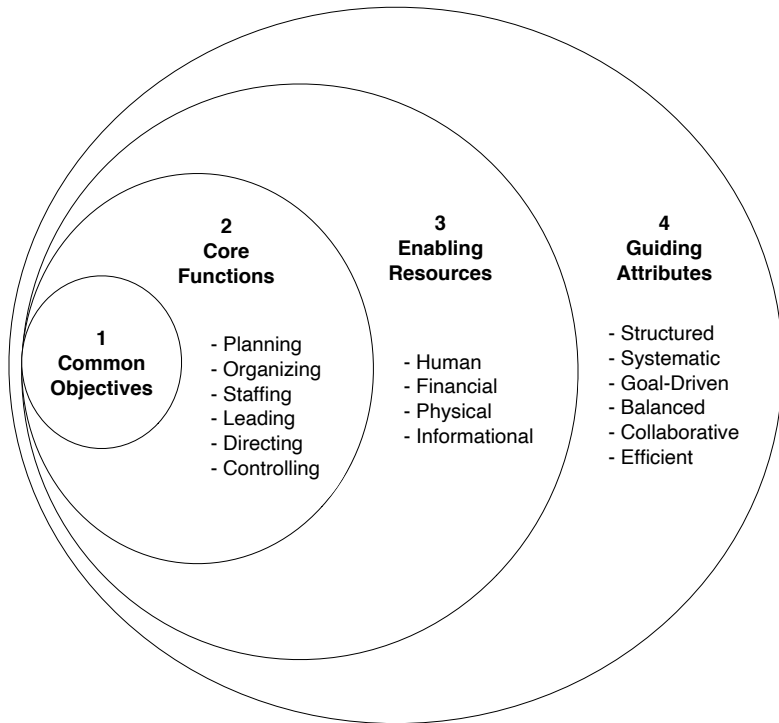 1
Common
Objectives
2
Core
Functions
- Planning
- Organizing
- Staffing
- Leading
- Directing
- Controlling
3
Enabling
Resources
- Human
- Financial
- Physical
- Informational
4
Guiding
Attributes
- Structured
- Systematic
- Goal-Driven
- Balanced
- Collaborative
- Efficient